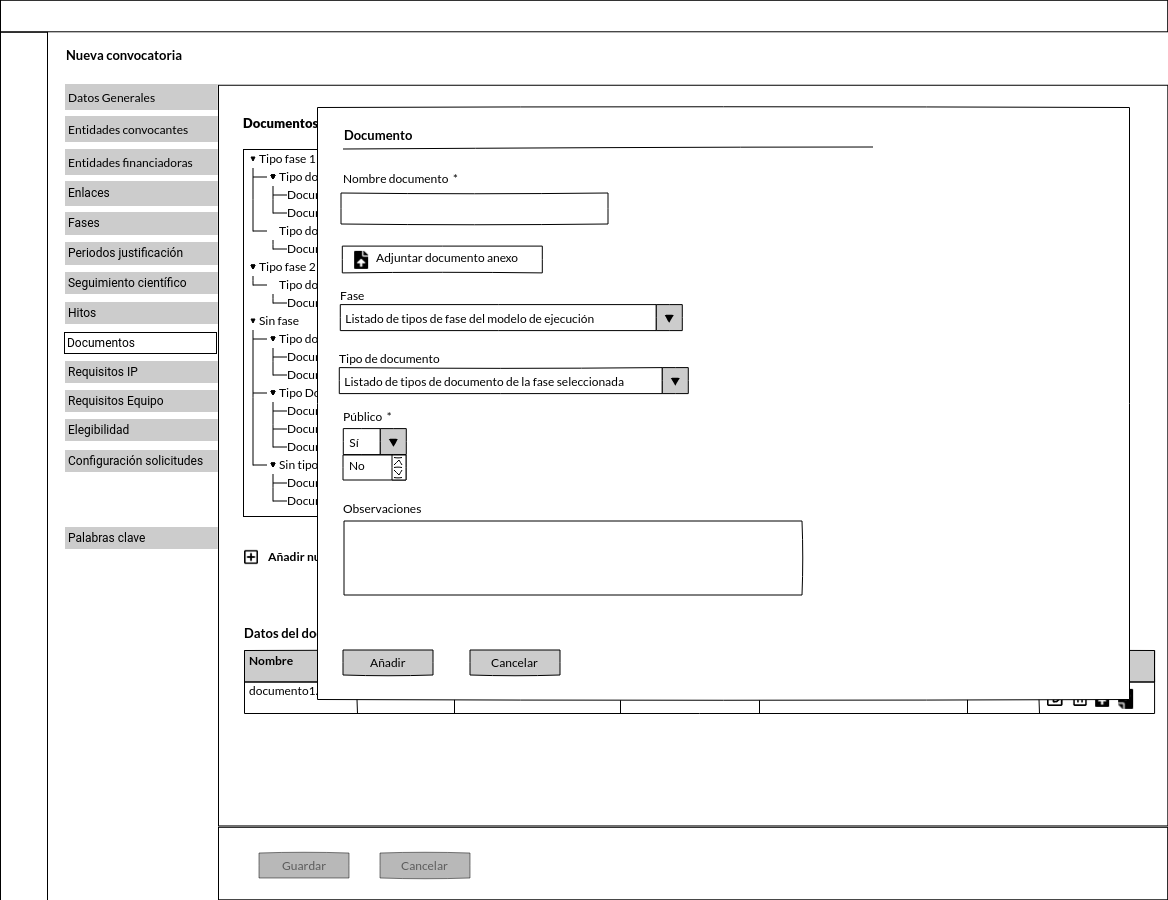 Nueva convocatoria
Datos Generales
Entidades convocantes
Entidades financiadoras
Enlaces
Fases
Periodos justificación
Seguimiento científico
Hitos
Documentos
Requisitos IP
Requisitos Equipo
Elegibilidad
Configuración solicitudes
Palabras clave
Documentos
Tipo fase 1
Tipo do
Docu
Docu
Tipo do
Docu
Tipo fase 2
Tipo do
Docu
Sin fase
Tipo do
Docu
Docu
Tipo Do
Docu
Docu
Docu
Sin tipo
Docu
Docu
Añadir nu
Documento
Nombre documento *
Adjuntar documento anexo
Fase
Listado de tipos de fase del modelo de ejecución
Tipo de documento
Listado de tipos de documento de la fase seleccionada
Público *
Sí
No
Observaciones
Añadir
Cancelar
Datos del do
Nombre
documento1.
Guardar
Cancelar